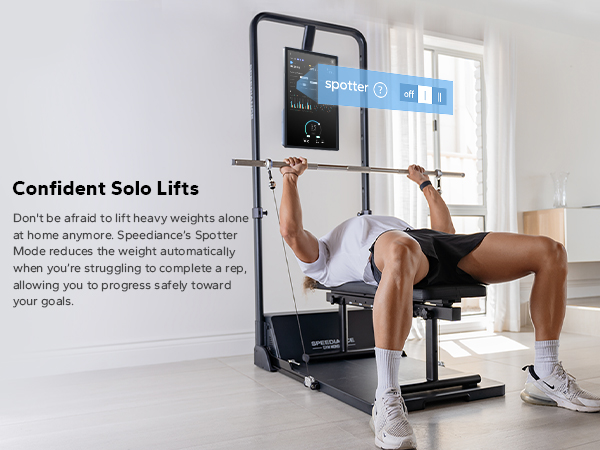 spotter ?
off | ||
Confident Solo Lifts
Don't be afraid to lift heavy weights alone
at home anymore. Speediance's Spotter
Mode reduces the weight automatically
when you're struggling to complete a rep,
allowing you to progress safely toward
your goals.
SPEEDIANCE
GYM MONSTER